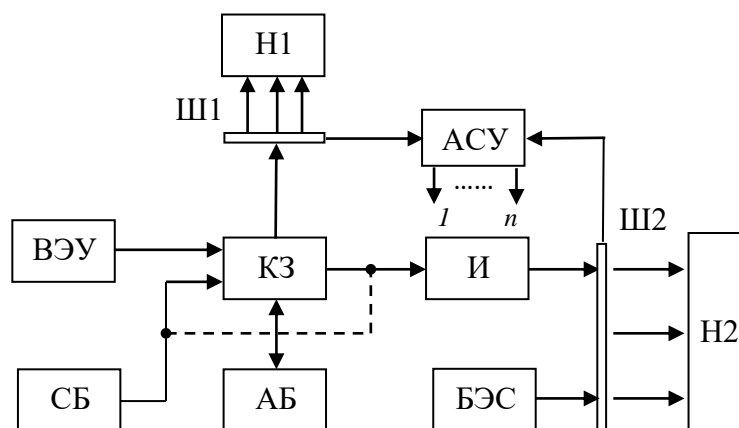 Н1
Ш1
АСУ
......
1 n
Ш2
ВЭУ
КЗ
И
Н2
СБ
АБ
БЭС